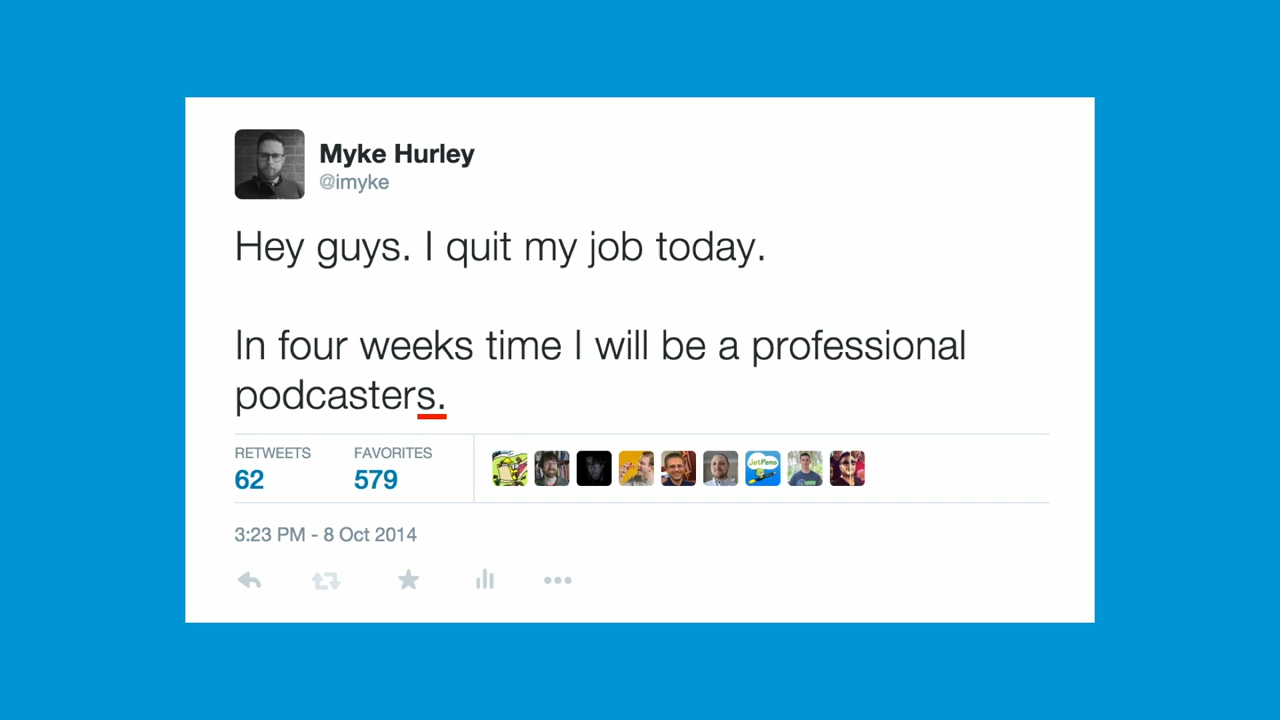 Myke Hurley
@imyke
Hey guys. I quit my job today.
In four weeks time I will be a professional
podcasters.
RETWEETS FAVORITES
62 579
JetPens
3:23 PM - 8 Oct 2014